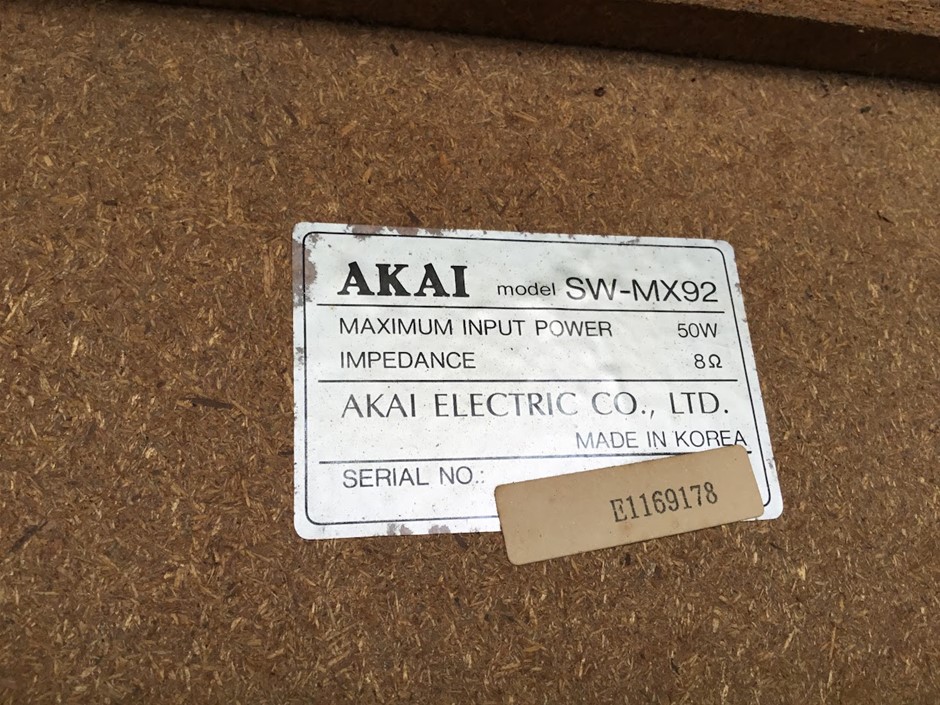 AKAI model SW-MX92
MAXIMUM INPUT POWER 50W
IMPEDANCE 8Ω
AKAI ELECTRIC CO., LTD.
MADE IN KOREA
SERIAL NO.:
E1169178